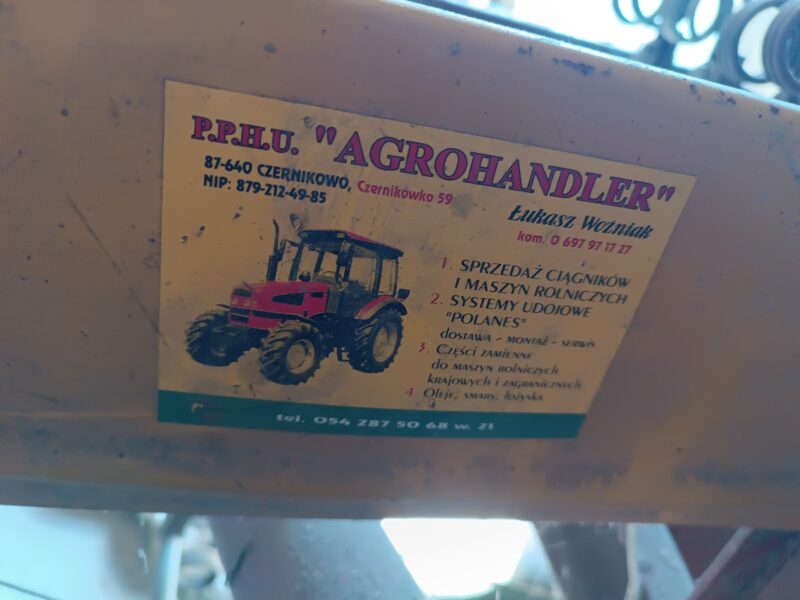 P.P.H.U. "AGROHANDLER"
87-640 CZERNIKOWO, Czernikówko 59
NIP: 879-212-49-85
Łukasz Woźniak
kom. 0 697 97 17 27
1. SPRZEDAŻ CIĄGNIKÓW
I MASZYN ROLNICZYCH
2. SYSTEMY UDOJOWE
"POLANES"
DOSTAWA - MONTAŻ - SERWIS
3. CZĘŚCI ZAMIENNE
DO MASZYN ROLNICZYCH
KRAJOWYCH I ZAGRANICZNYCH
4. OLEJE, SMARY, ŁOŻYSKA
tel. 054 287 50 68 w. 21